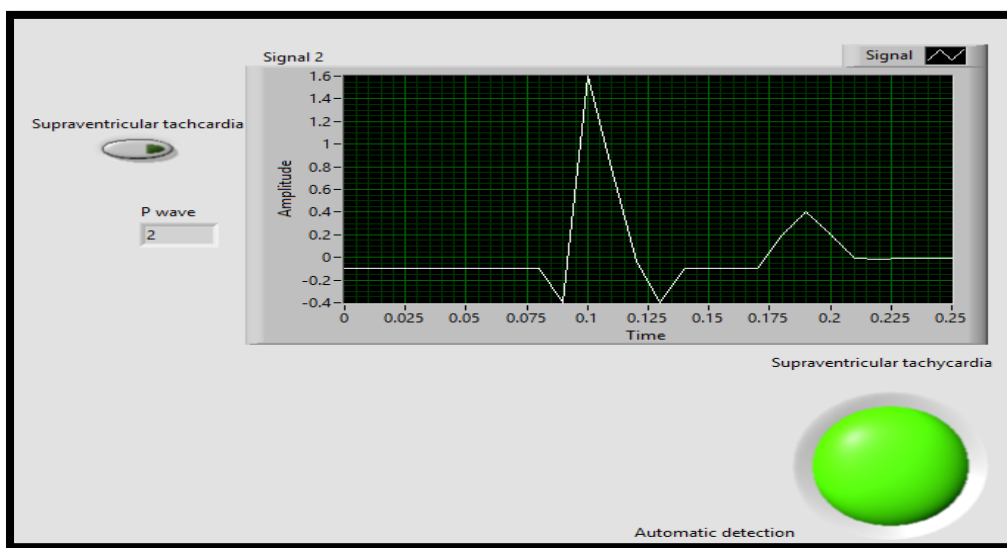 Signal 2
Signal
Supraventricular tachcardia
P wave
2
Amplitude
1.6
1.4
1.2
1
0.8
0.6
0.4
0.2
0
-0.2
-0.4
0 0.025 0.05 0.075 0.1 0.125 0.15 0.175 0.2 0.225 0.25
Time
Supraventricular tachycardia
Automatic detection